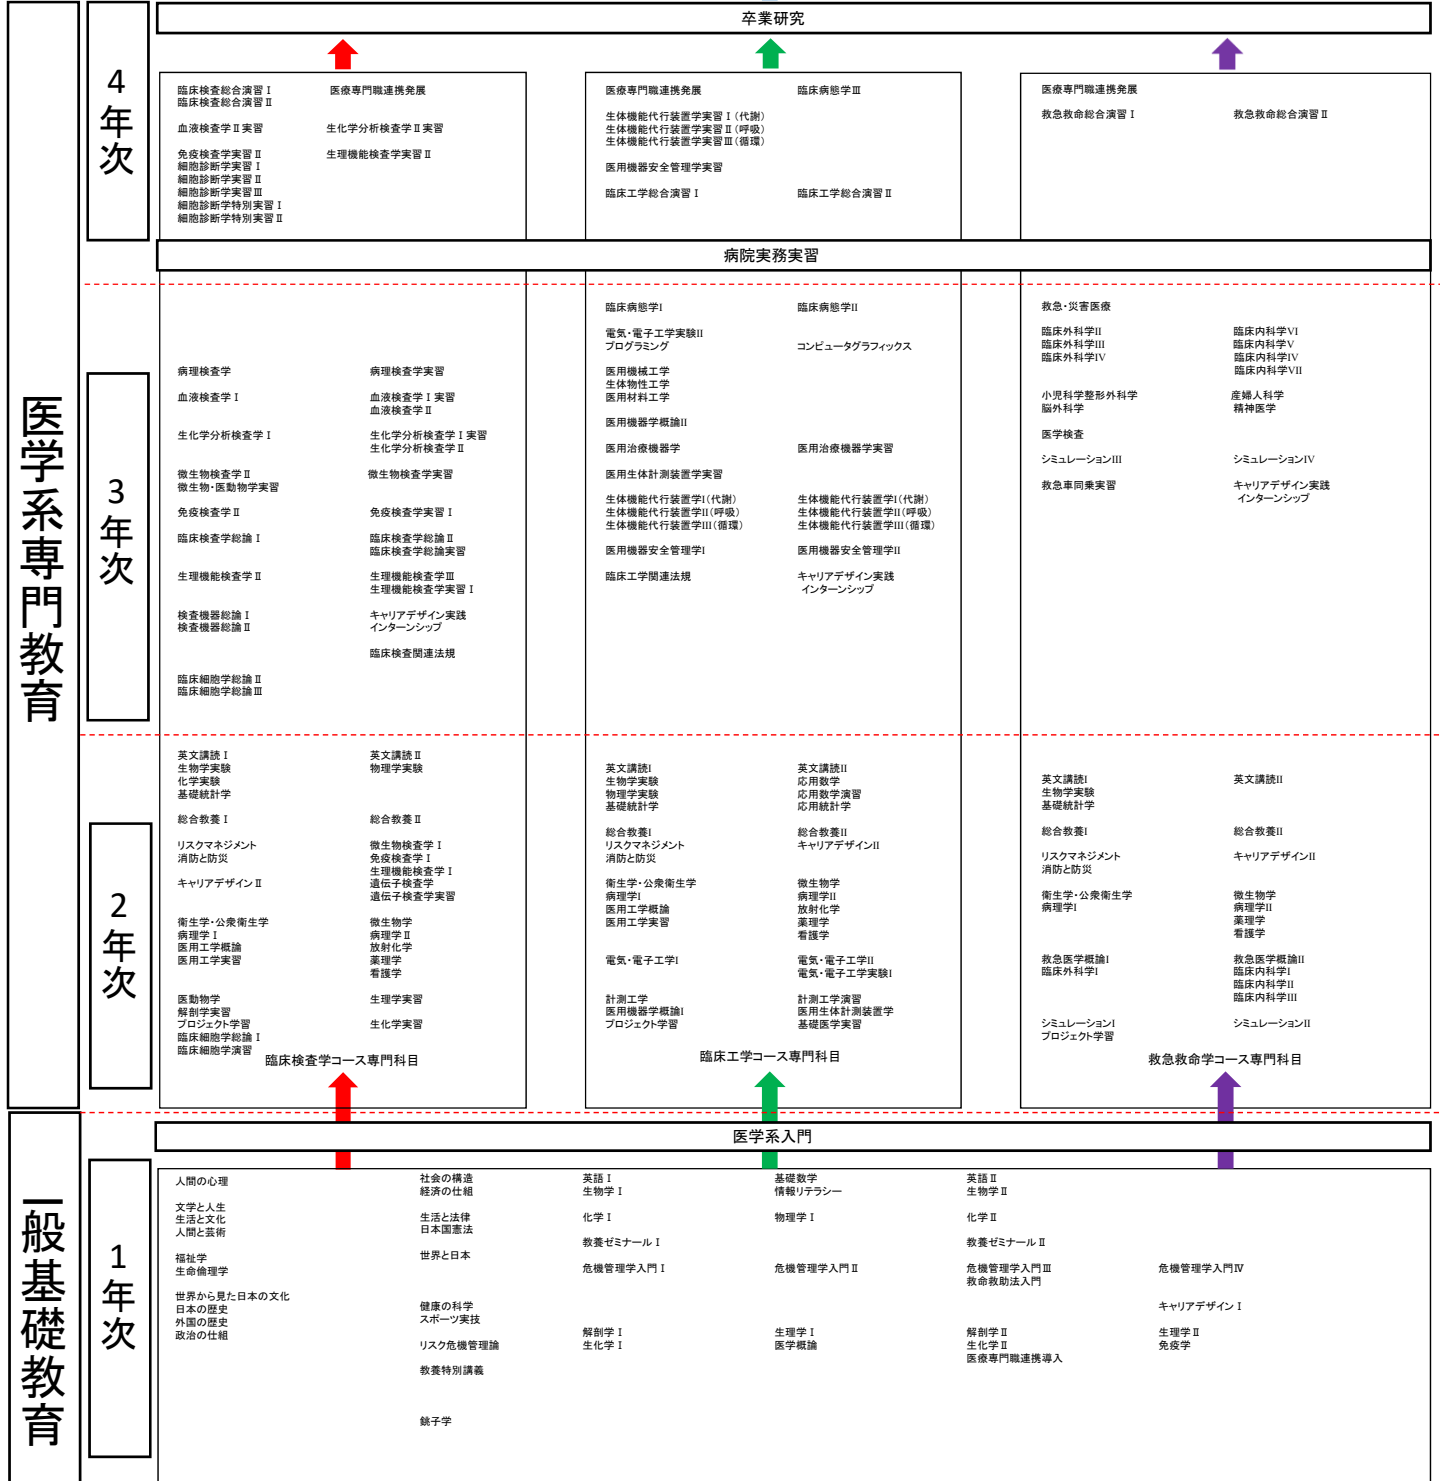 卒業研究
医学系専門教育
4年次
臨床検査総合演習Ⅰ 医療専門職連携発展
臨床検査総合演習Ⅱ
血液検査学Ⅱ実習 生化学分析検査学Ⅱ実習
免疫検査学実習Ⅱ 生理機能検査学実習Ⅱ
細胞診断学実習Ⅰ
細胞診断学実習Ⅱ
細胞診断学実習Ⅲ
細胞診断学特別実習Ⅰ
細胞診断学特別実習Ⅱ
医療専門職連携発展 臨床病態学Ⅲ
生体機能代行装置学実習Ⅰ(代謝)
生体機能代行装置学実習Ⅱ(呼吸)
生体機能代行装置学実習Ⅲ(循環)
医用機器安全管理学実習
臨床工学総合演習Ⅰ 臨床工学総合演習Ⅱ
医療専門職連携発展
救急救命総合演習Ⅰ 救急救命総合演習Ⅱ
病院実務実習
3年次
病理検査学 病理検査学実習
血液検査学Ⅰ 血液検査学Ⅰ実習
血液検査学Ⅱ
生化学分析検査学Ⅰ 生化学分析検査学Ⅰ実習
生化学分析検査学Ⅱ
微生物検査学Ⅱ 微生物検査学実習
微生物・医動物学実習
免疫検査学Ⅱ 免疫検査学実習Ⅰ
臨床検査学総論Ⅰ 臨床検査学総論Ⅱ
臨床検査学総論実習
生理機能検査学Ⅱ 生理機能検査学Ⅲ
生理機能検査学実習Ⅰ
検査機器総論Ⅰ キャリアデザイン実践
検査機器総論Ⅱ インターンシップ
臨床検査関連法規
臨床細胞学総論Ⅱ
臨床細胞学総論Ⅲ
臨床病態学I 臨床病態学II
電気・電子工学実験II
プログラミング コンピュータグラフィックス
医用機械工学
生体物性工学
医用材料工学
医用機器学概論II
医用治療機器学 医用治療機器学実習
医用生体計測装置学実習
生体機能代行装置学I(代謝) 生体機能代行装置学I(代謝)
生体機能代行装置学II(呼吸) 生体機能代行装置学II(呼吸)
生体機能代行装置学III(循環) 生体機能代行装置学III(循環)
医用機器安全管理学I 医用機器安全管理学II
臨床工学関連法規 キャリアデザイン実践
インターンシップ
救急・災害医療
臨床外科学II 臨床内科学VI
臨床外科学III 臨床内科学V
臨床外科学IV 臨床内科学IV
臨床内科学VII
小児科学整形外科学 産婦人科学
脳外科学 精神医学
医学検査
シミュレーションIII シミュレーションIV
救急車同乗実習 キャリアデザイン実践
インターンシップ
2年次
英文講読Ⅰ 英文講読Ⅱ
生物学実験 物理学実験
化学実験
基礎統計学
総合教養Ⅰ 総合教養Ⅱ
リスクマネジメント 微生物検査学Ⅰ
消防と防災 免疫検査学Ⅰ
生理機能検査学Ⅰ
キャリアデザインⅡ 遺伝子検査学
遺伝子検査学実習
衛生学・公衆衛生学 微生物学
病理学Ⅰ 病理学Ⅱ
医用工学概論 放射化学
医用工学実習 薬理学
看護学
医動物学 生理学実習
解剖学実習
プロジェクト学習 生化学実習
臨床細胞学総論Ⅰ
臨床細胞学演習
臨床検査学コース専門科目
英文講読I 英文講読II
生物学実験 応用数学
物理学実験 応用数学演習
基礎統計学 応用統計学
総合教養I 総合教養II
リスクマネジメント キャリアデザインII
消防と防災
衛生学・公衆衛生学 微生物学
病理学I 病理学II
医用工学概論 放射化学
医用工学実習 薬理学
看護学
電気・電子工学I 電気・電子工学II
電気・電子工学実験I
計測工学 計測工学演習
医用機器学概論I 医用生体計測装置学
プロジェクト学習 基礎医学実習
臨床工学コース専門科目
英文講読I 英文講読II
生物学実験
基礎統計学
総合教養I 総合教養II
リスクマネジメント キャリアデザインII
消防と防災
衛生学・公衆衛生学 微生物学
病理学I 病理学II
薬理学
看護学
救急医学概論I 救急医学概論II
臨床外科学I 臨床内科学I
臨床内科学II
臨床内科学III
シミュレーションI シミュレーションII
プロジェクト学習
救急救命学コース専門科目
一般基礎教育
医学系入門
1年次
人間の心理
文学と人生
生活と文化
人間と芸術
福祉学
生命倫理学
世界から見た日本の文化
日本の歴史
外国の歴史
政治の仕組
社会の構造
経済の仕組
生活と法律
日本国憲法
世界と日本
健康の科学
スポーツ実技
リスク危機管理論
教養特別講義
銚子学
英語Ⅰ 基礎数学 英語Ⅱ
生物学Ⅰ 情報リテラシー 生物学Ⅱ
化学Ⅰ 物理学Ⅰ 化学Ⅱ
教養ゼミナールⅠ 教養ゼミナールⅡ
危機管理学入門Ⅰ 危機管理学入門Ⅱ 危機管理学入門Ⅲ 危機管理学入門Ⅳ
救命救助法入門
キャリアデザインⅠ
解剖学Ⅰ 生理学Ⅰ 解剖学Ⅱ 生理学Ⅱ
生化学Ⅰ 医学概論 生化学Ⅱ 免疫学
医療専門職連携導入